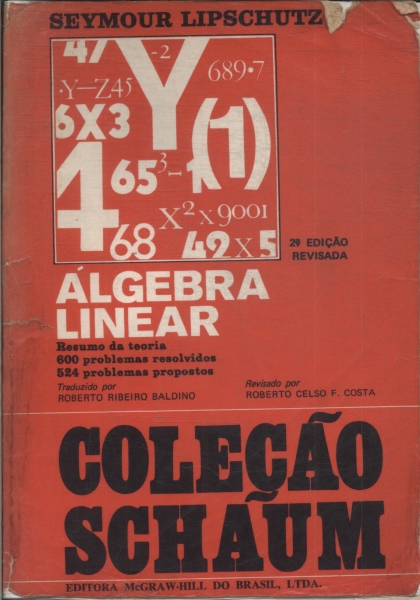 SEYMOUR LIPSCHUTZ
47
Y-2
689•7
·Y—Z45
6X3
(1)
4
65³-1
X²x9001
68
42x5
2ª EDIÇÃO
REVISADA
ÁLGEBRA
LINEAR
Resumo da teoria
600 problemas resolvidos
524 problemas propostos
Traduzido por
ROBERTO RIBEIRO BALDINO
Revisado por
ROBERTO CELSO F. COSTA
COLEÇÃO
SCHAUM
EDITORA McGRAW-HILL DO BRASIL, LTDA.